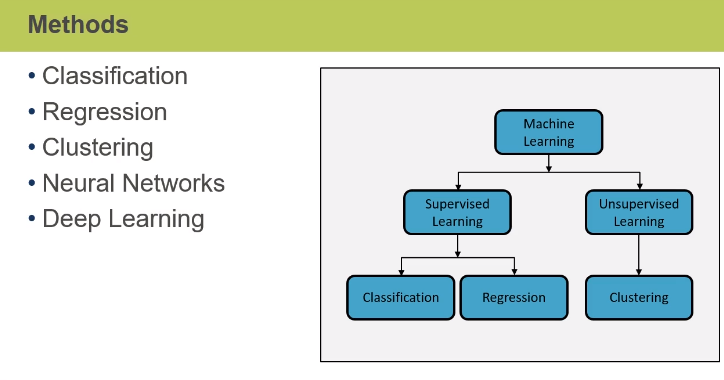 Methods
• Classification
• Regression
• Clustering
• Neural Networks
• Deep Learning
Machine
Learning
Supervised
Learning
Unsupervised
Learning
Classification
Regression
Clustering